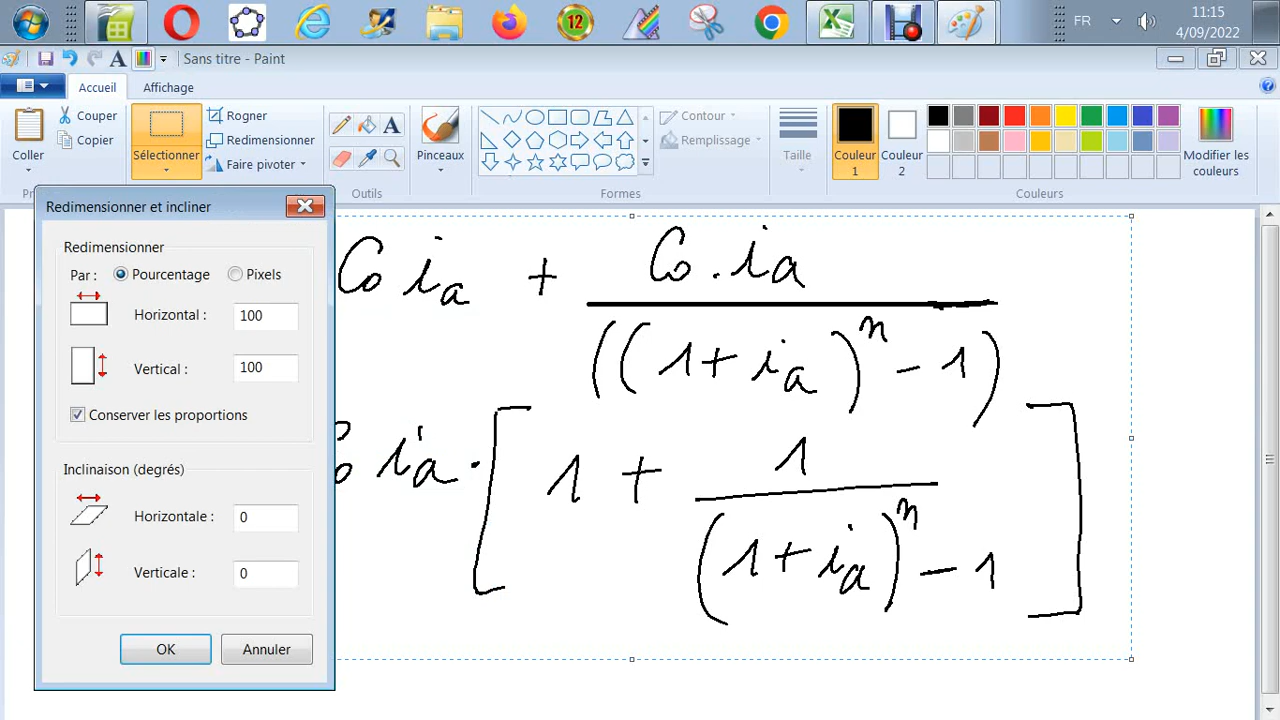 12
FR
11:15
4/09/2022
Sans titre - Paint
Accueil
Affichage
Coller
Couper
Copier
Sélectionner
Rogner
Redimensionner
Faire pivoter
Outils
Pinceaux
Contour
Remplissage
Formes
Taille
Couleur 1
Couleur 2
Modifier les couleurs
Couleurs
Redimensionner et incliner
Redimensionner
Par : Pourcentage Pixels
Horizontal : 100
Vertical : 100
Conserver les proportions
Inclinaison (degrés)
Horizontale : 0
Verticale : 0
OK Annuler
Co ia + Co . ia
((1+ia)^n - 1)
Co ia . [ 1 + 1
(1+ia)^n - 1 ]